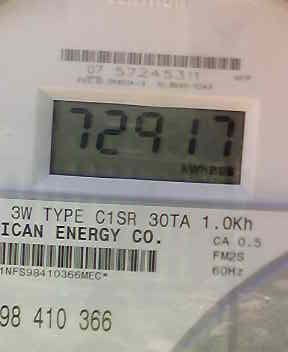 07 57245311
72917
3W TYPE C1SR 30TA 1.0Kh
ICAN ENERGY CO.
CA 0.5
FM2S
60Hz
1NFS98410366MEC*
98 410 366